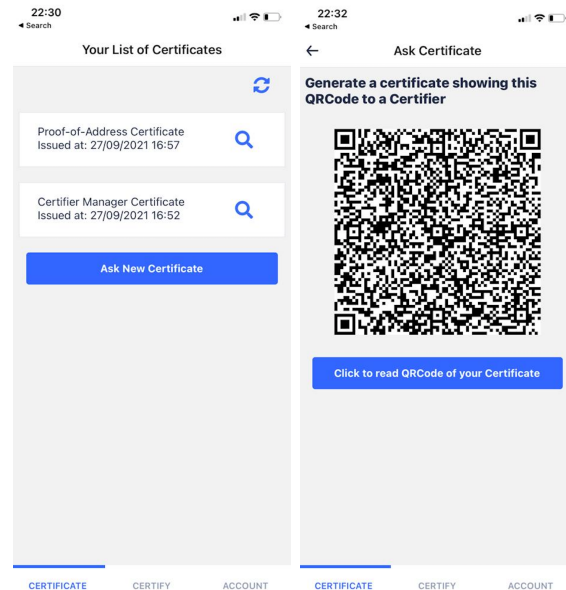 22:30
◄ Search
Your List of Certificates
Proof-of-Address Certificate
Issued at: 27/09/2021 16:57
Certifier Manager Certificate
Issued at: 27/09/2021 16:52
Ask New Certificate
CERTIFICATE CERTIFY ACCOUNT
22:32
◄ Search
Ask Certificate
Generate a certificate showing this
QRCode to a Certifier
Click to read QRCode of your Certificate
CERTIFICATE CERTIFY ACCOUNT